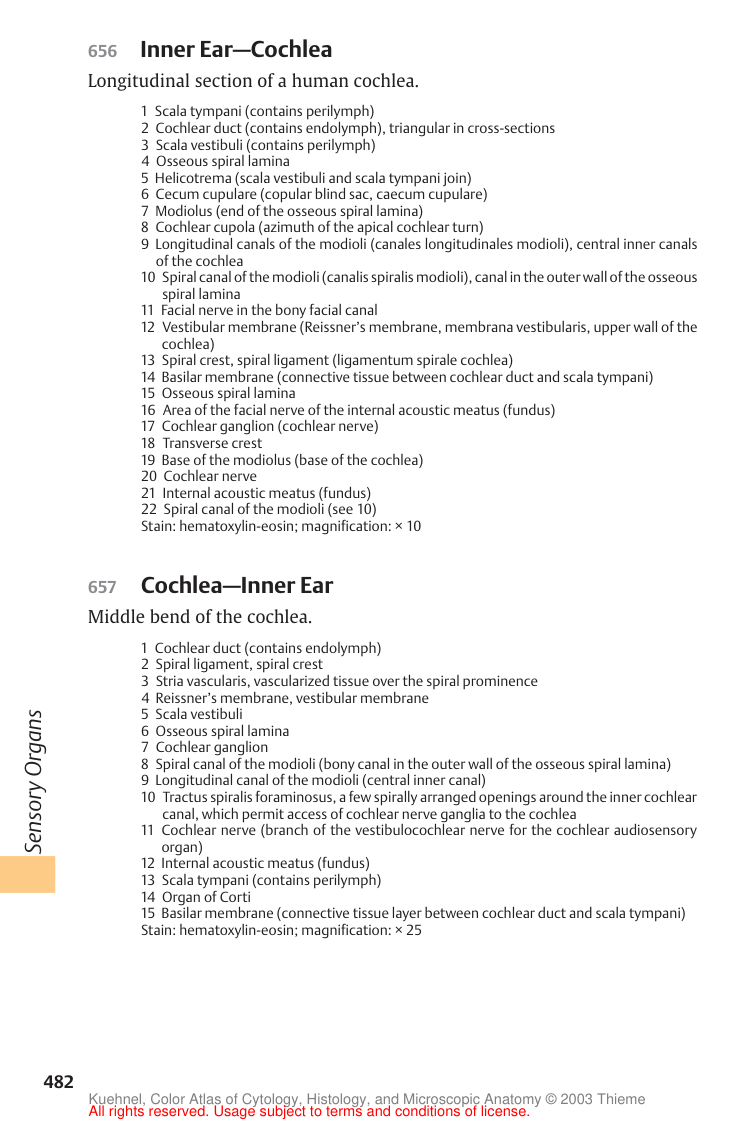 656 Inner Ear—Cochlea
Longitudinal section of a human cochlea.
1 Scala tympani (contains perilymph)
2 Cochlear duct (contains endolymph), triangular in cross-sections
3 Scala vestibuli (contains perilymph)
4 Osseous spiral lamina
5 Helicotrema (scala vestibuli and scala tympani join)
6 Cecum cupulare (copular blind sac, caecum cupulare)
7 Modiolus (end of the osseous spiral lamina)
8 Cochlear cupola (azimuth of the apical cochlear turn)
9 Longitudinal canals of the modioli (canales longitudinales modioli), central inner canals
of the cochlea
10 Spiral canal of the modioli (canalis spiralis modioli), canal in the outer wall of the osseous
spiral lamina
11 Facial nerve in the bony facial canal
12 Vestibular membrane (Reissner’s membrane, membrana vestibularis, upper wall of the
cochlea)
13 Spiral crest, spiral ligament (ligamentum spirale cochlea)
14 Basilar membrane (connective tissue between cochlear duct and scala tympani)
15 Osseous spiral lamina
16 Area of the facial nerve of the internal acoustic meatus (fundus)
17 Cochlear ganglion (cochlear nerve)
18 Transverse crest
19 Base of the modiolus (base of the cochlea)
20 Cochlear nerve
21 Internal acoustic meatus (fundus)
22 Spiral canal of the modioli (see 10)
Stain: hematoxylin-eosin; magnification: × 10
657 Cochlea—Inner Ear
Middle bend of the cochlea.
1 Cochlear duct (contains endolymph)
2 Spiral ligament, spiral crest
3 Stria vascularis, vascularized tissue over the spiral prominence
4 Reissner’s membrane, vestibular membrane
5 Scala vestibuli
6 Osseous spiral lamina
7 Cochlear ganglion
8 Spiral canal of the modioli (bony canal in the outer wall of the osseous spiral lamina)
9 Longitudinal canal of the modioli (central inner canal)
10 Tractus spiralis foraminosus, a few spirally arranged openings around the inner cochlear
canal, which permit access of cochlear nerve ganglia to the cochlea
11 Cochlear nerve (branch of the vestibulocochlear nerve for the cochlear audiosensory
organ)
12 Internal acoustic meatus (fundus)
13 Scala tympani (contains perilymph)
14 Organ of Corti
15 Basilar membrane (connective tissue layer between cochlear duct and scala tympani)
Stain: hematoxylin-eosin; magnification: × 25
Sensory Organs
482
Kuehnel, Color Atlas of Cytology, Histology, and Microscopic Anatomy © 2003 Thieme
All rights reserved. Usage subject to terms and conditions of license.